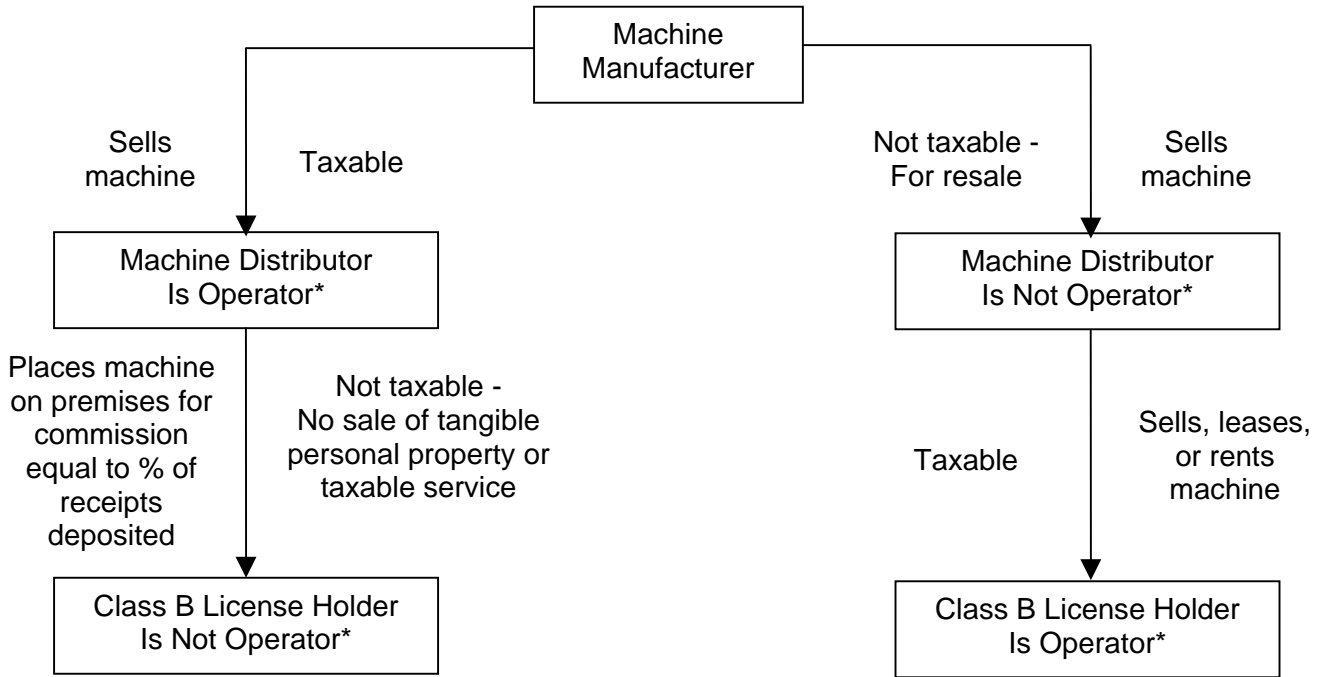 Machine
Manufacturer
Sells
machine
Taxable
Not taxable -
For resale
Sells
machine
Machine Distributor
Is Operator*
Machine Distributor
Is Not Operator*
Places machine
on premises for
commission
equal to % of
receipts
deposited
Not taxable -
No sale of tangible
personal property or
taxable service
Taxable
Sells, leases,
or rents
machine
Class B License Holder
Is Not Operator*
Class B License Holder
Is Operator*